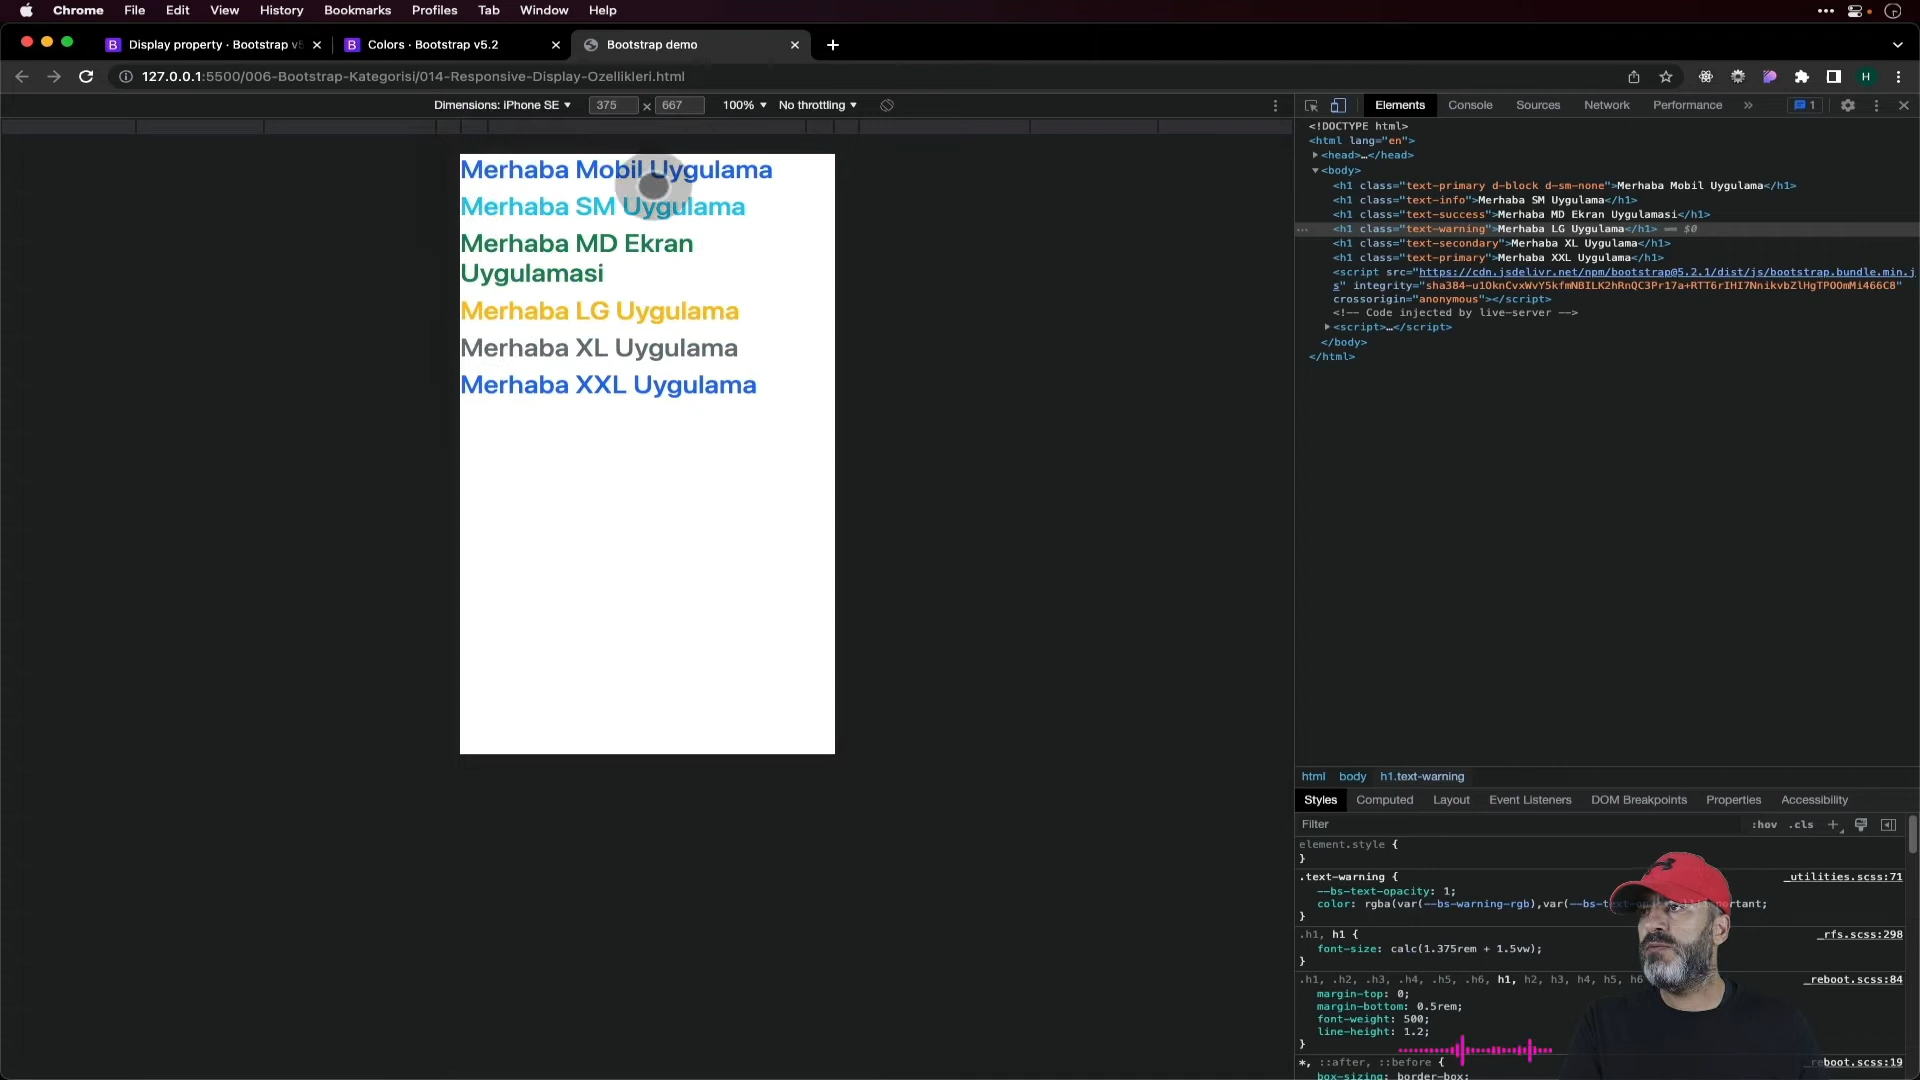 Chrome File Edit View History Bookmarks Profiles Tab Window Help
Display property · Bootstrap v5 Colors · Bootstrap v5.2 Bootstrap demo
127.0.0.1:5500/006-Bootstrap-Kategorisi/014-Responsive-Display-Ozellikleri.html H
Dimensions: iPhone SE 375 × 667 100% No throttling
Elements Console Sources Network Performance » 1
Merhaba Mobil Uygulama
Merhaba SM Uygulama
Merhaba MD Ekran
Uygulamasi
Merhaba LG Uygulama
Merhaba XL Uygulama
Merhaba XXL Uygulama
<!DOCTYPE html>
<html lang="en">
<head>…</head>
<body>
<h1 class="text-primary d-block d-sm-none">Merhaba Mobil Uygulama</h1>
<h1 class="text-info">Merhaba SM Uygulama</h1>
<h1 class="text-success">Merhaba MD Ekran Uygulamasi</h1>
<h1 class="text-warning">Merhaba LG Uygulama</h1> == $0
<h1 class="text-secondary">Merhaba XL Uygulama</h1>
<h1 class="text-primary">Merhaba XXL Uygulama</h1>
<script src="https://cdn.jsdelivr.net/npm/bootstrap@5.2.1/dist/js/bootstrap.bundle.min.j
s" integrity="
crossorigin="anonymous"></script>
<!-- Code injected by live-server -->
<script>…</script>
</body>
</html>
html body h1.text-warning
Styles Computed Layout Event Listeners DOM Breakpoints Properties Accessibility
Filter :hov .cls +
element.style {
}
.text-warning { _utilities.scss:71
--bs-text-opacity: 1;
color: rgba(var(--bs-warning-rgb),var(--bs-
}
.h1, h1 { _rfs.scss:298
font-size: calc(1.375rem + 1.5vw);
}
.h1, .h2, .h3, .h4, .h5, .h6, h1, h2, h3, h4, h5, h6 _reboot.scss:84
margin-top: 0;
margin-bottom: 0.5rem;
font-weight: 500;
line-height: 1.2;
}
*, ::after, ::before { _reboot.scss:19
box-sizing: border-box;